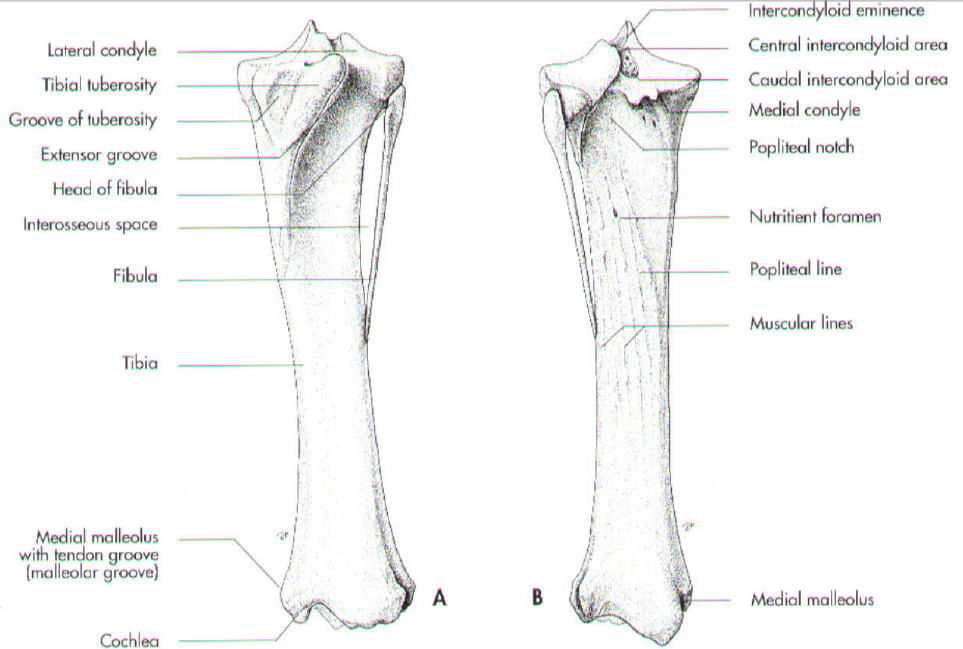 Lateral condyle
Tibial tuberosity
Groove of tuberosity
Extensor groove
Head of fibula
Interosseous space
Fibula
Tibia
Medial malleolus
with tendon groove
(malleolar groove)
Cochlea
A
Intercondyloid eminence
Central intercondyloid area
Caudal intercondyloid area
Medial condyle
Popliteal notch
Nutritient foramen
Popliteal line
Muscular lines
B
Medial malleolus